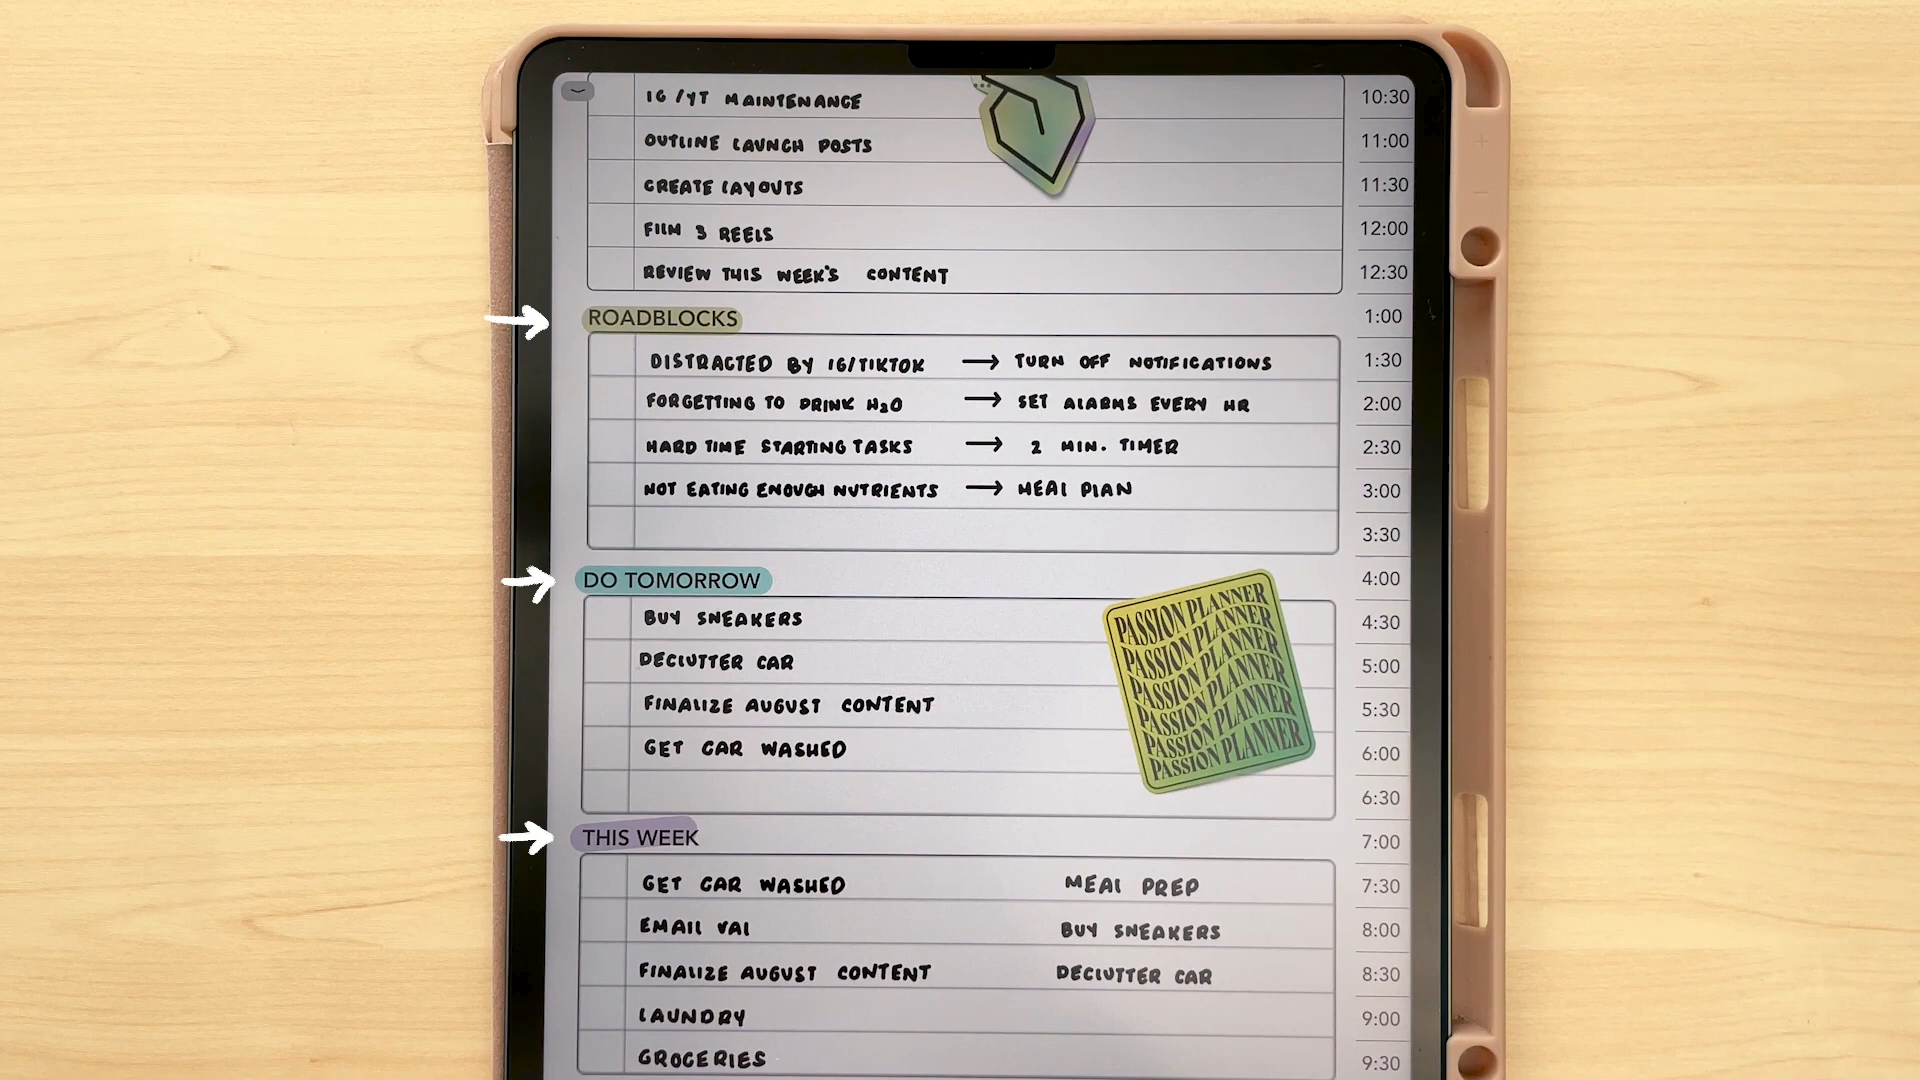 IG/YT MAINTENANCE
OUTLINE LAUNCH POSTS
CREATE LAYOUTS
FILM 3 REELS
REVIEW THIS WEEK'S CONTENT
ROADBLOCKS
DISTRACTED BY IG/TIKTOK → TURN OFF NOTIFICATIONS
FORGETTING TO DRINK H2O → SET ALARMS EVERY HR
HARD TIME STARTING TASKS → 2 MIN. TIMER
NOT EATING ENOUGH NUTRIENTS → MEAL PLAN
DO TOMORROW
BUY SNEAKERS
DECLUTTER CAR
FINALIZE AUGUST CONTENT
GET CAR WASHED
PASSION PLANNER
PASSION PLANNER
PASSION PLANNER
PASSION PLANNER
PASSION PLANNER
PASSION PLANNER
THIS WEEK
GET CAR WASHED MEAL PREP
EMAIL VAL BUY SNEAKERS
FINALIZE AUGUST CONTENT DECLUTTER CAR
LAUNDRY
GROCERIES
10:30
11:00
11:30
12:00
12:30
1:00
1:30
2:00
2:30
3:00
3:30
4:00
4:30
5:00
5:30
6:00
6:30
7:00
7:30
8:00
8:30
9:00
9:30